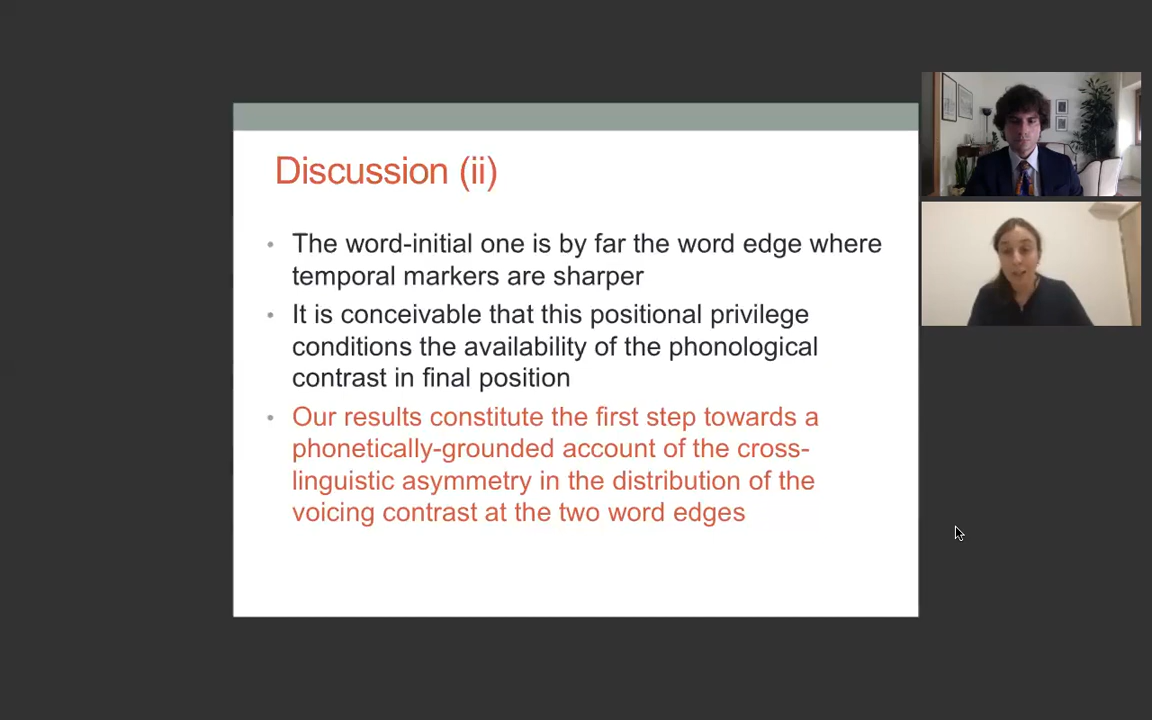 Discussion (ii)
• The word-initial one is by far the word edge where
temporal markers are sharper
• It is conceivable that this positional privilege
conditions the availability of the phonological
contrast in final position
• Our results constitute the first step towards a
phonetically-grounded account of the cross-
linguistic asymmetry in the distribution of the
voicing contrast at the two word edges